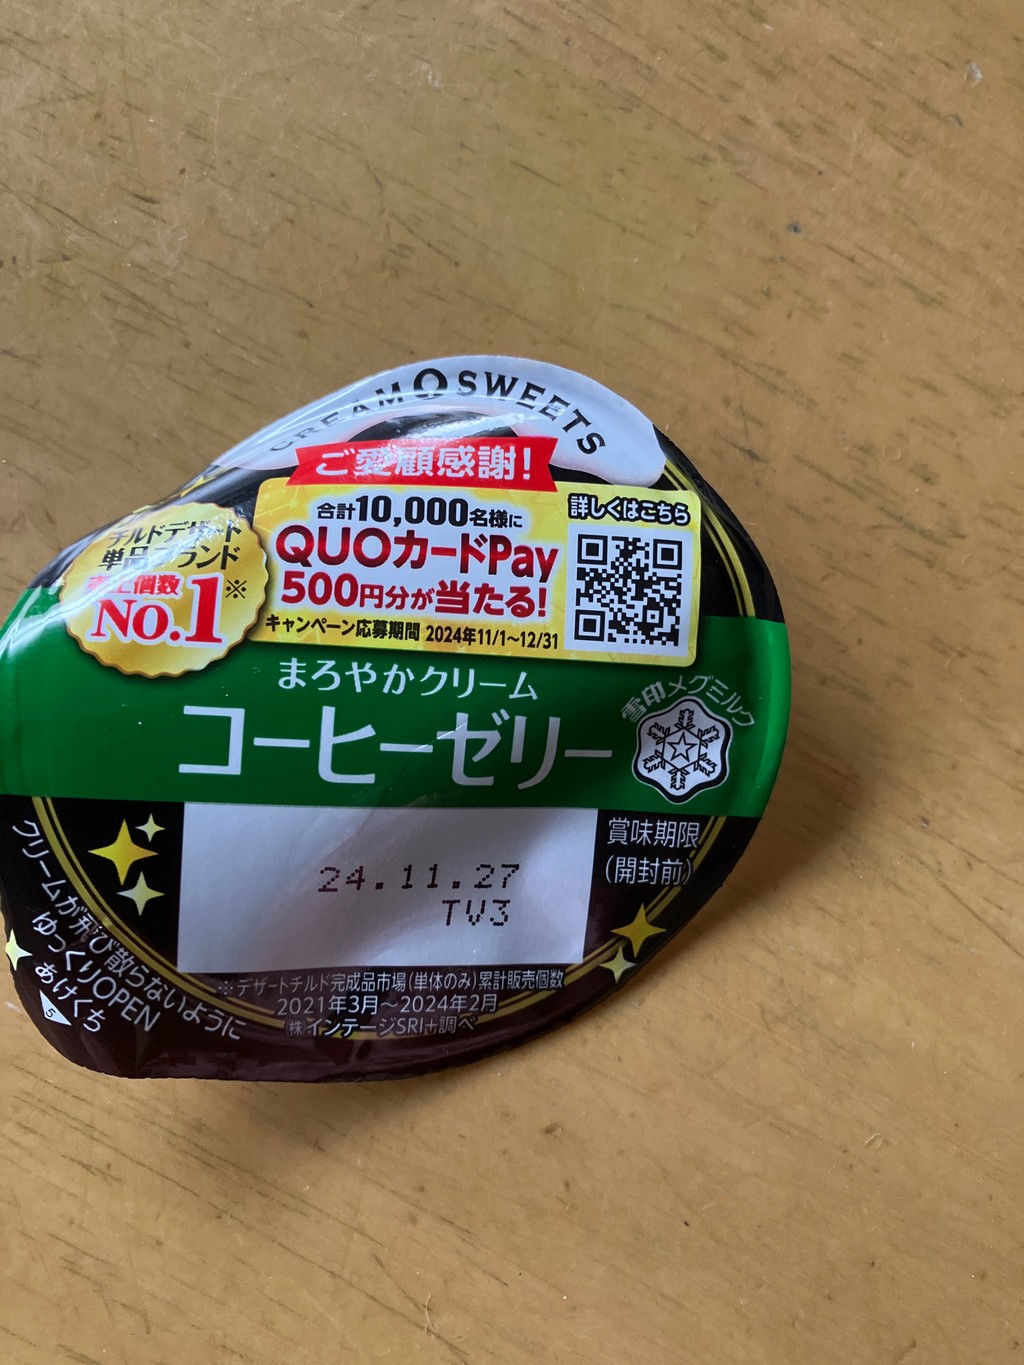 CREAM SWEETS
ご愛顧感謝!
合計10,000名様に
QUOカードPay
500円分が当たる!
キャンペーン応募期間 2024年11/1~12/31
詳しくはこちら
チルドデザート
単品ブランド
売上個数
No.1※
まろやかクリーム
コーヒーゼリー
雪印メグミルク
賞味期限
(開封前)
24.11.27
TV3
クリームが飛び散らないように
ゆっくりOPEN
あけくち
5
※デザートチルド完成品市場(単体のみ)累計販売個数
2021年3月~2024年2月
(株)インテージSRI+調べ